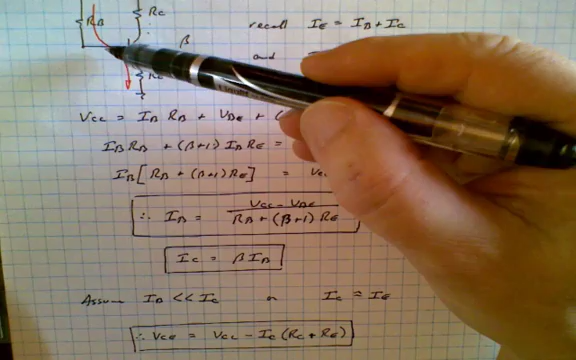 RB
RC
recall IE = IB + IC
β
and
RE
VCC = IB RB + VBE + (
IB RB + (β+1) IB RE =
IB [ RB + (β+1) RE ] = VCC
∴ IB = VCC - VBE / RB + (β+1) RE
IC = β IB
Assume IB << IC or IC ≅ IE
∴ VCE = VCC - IC (RC + RE)